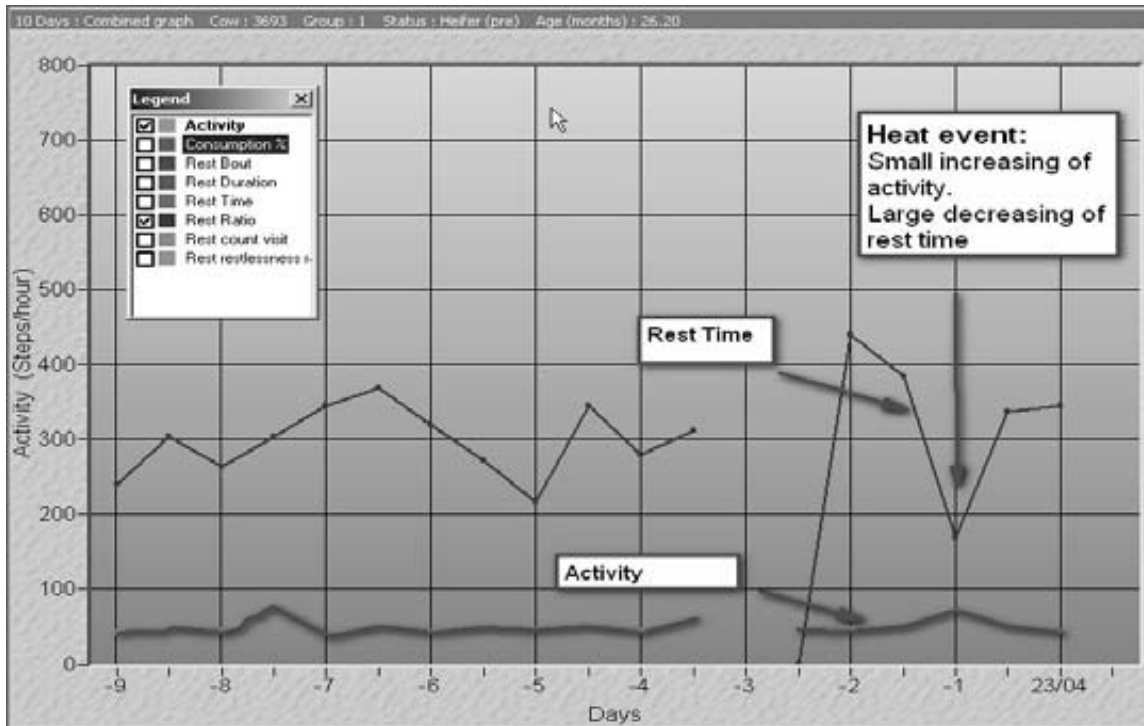 10 Days : Combined graph Cow : 3693 Group : 1 Status : Heifer (pre) Age (months) : 26.20
800
Legend
Activity
Consumption %
Rest Bout
Rest Duration
Rest Time
Rest Ratio
Rest count visit
Rest restlessness
Heat event:
Small increasing of
activity.
Large decreasing of
rest time
700
600
500
400
300
200
100
0
Activity (Steps/hour)
Rest Time
Activity
-9 -8 -7 -6 -5 -4 -3 -2 -1 23/04
Days